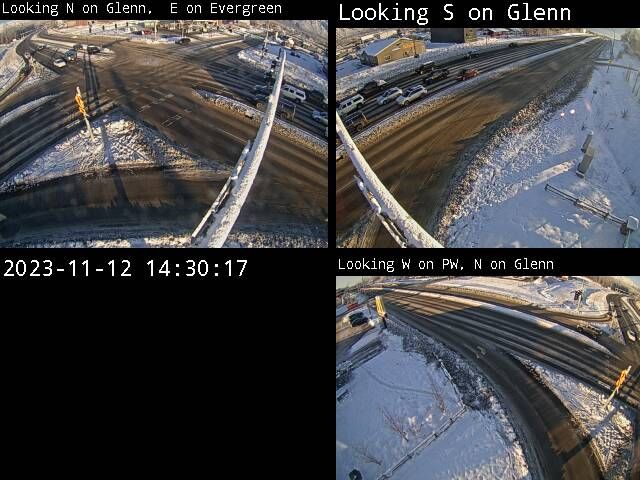 Looking N on Glenn,  E on Evergreen
Looking S on Glenn
2023-11-12 14:30:17
Looking W on PW, N on Glenn